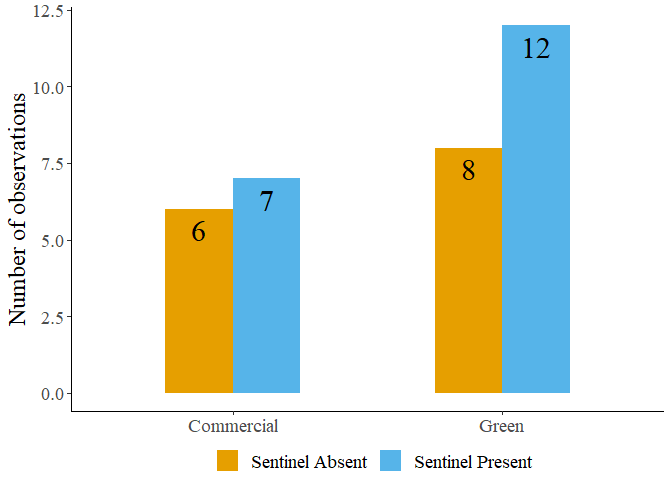 12.5
10.0
7.5
5.0
2.5
0.0
Number of observations
6
7
8
12
Commercial
Green
Sentinel Absent
Sentinel Present